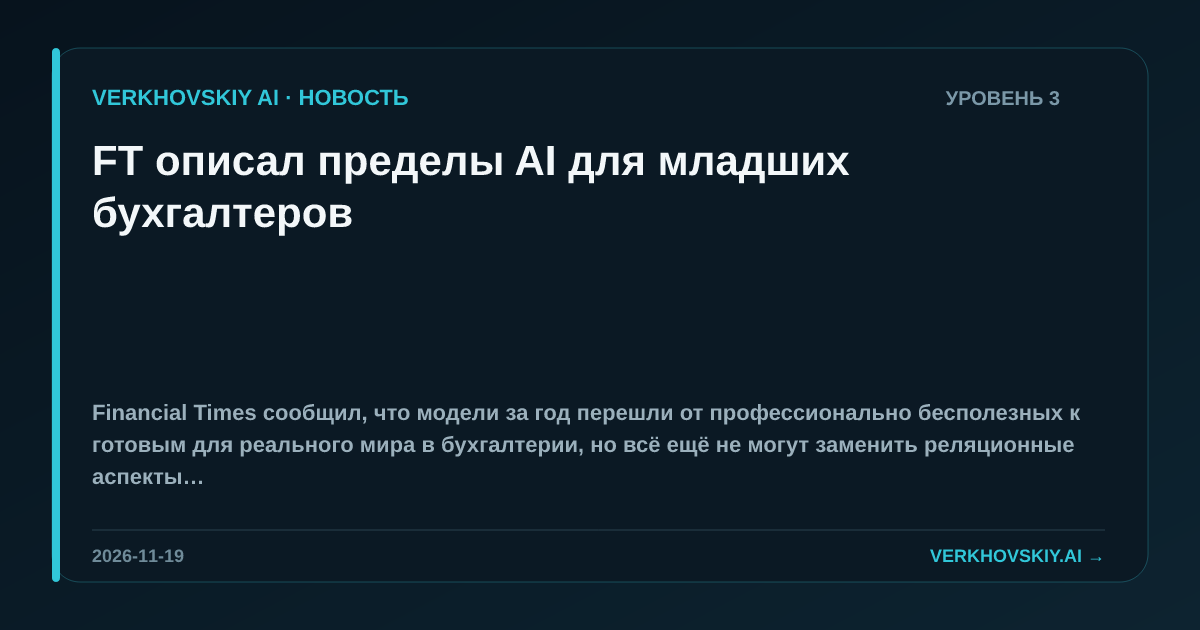 VERKHOVSKIY AI · НОВОСТЬ
УРОВЕНЬ 3
FT описал пределы AI для младших
бухгалтеров
Financial Times сообщил, что модели за год перешли от профессионально бесполезных к
готовым для реального мира в бухгалтерии, но всё ещё не могут заменить реляционные
аспекты…
2026-11-19
VERKHOVSKIY.AI →